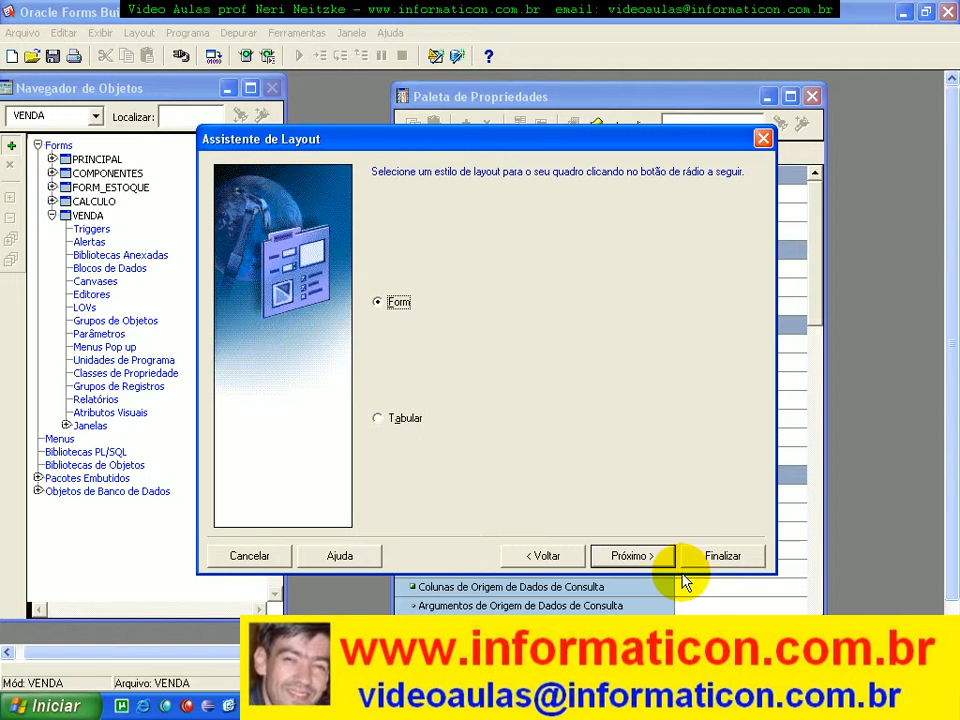 Oracle Forms Bui
Video Aulas prof Neri Neitzke – www.informaticon.com.br email: videoaulas@informaticon.com.br
Arquivo Editar Exibir Layout Programa Depurar Ferramentas Janela Ajuda
Navegador de Objetos
Paleta de Propriedades
VENDA Localizar:
Assistente de Layout
Forms
PRINCIPAL
COMPONENTES
FORM_ESTOQUE
CALCULO
VENDA
Triggers
Alertas
Bibliotecas Anexadas
Blocos de Dados
Canvases
Editores
LOVs
Grupos de Objetos
Parâmetros
Menus Pop up
Unidades de Programa
Classes de Propriedade
Grupos de Registros
Relatórios
Atributos Visuais
Janelas
Menus
Bibliotecas PL/SQL
Bibliotecas de Objetos
Pacotes Embutidos
Objetos de Banco de Dados
Selecione um estilo de layout para o seu quadro clicando no botão de rádio a seguir.
Form
Tabular
Cancelar Ajuda < Voltar Próximo > Finalizar
Colunas de Origem de Dados de Consulta
Argumentos de Origem de Dados de Consulta
Mód: VENDA Arquivo: VENDA
Iniciar
www.informaticon.com.br
videoaulas@informaticon.com.br